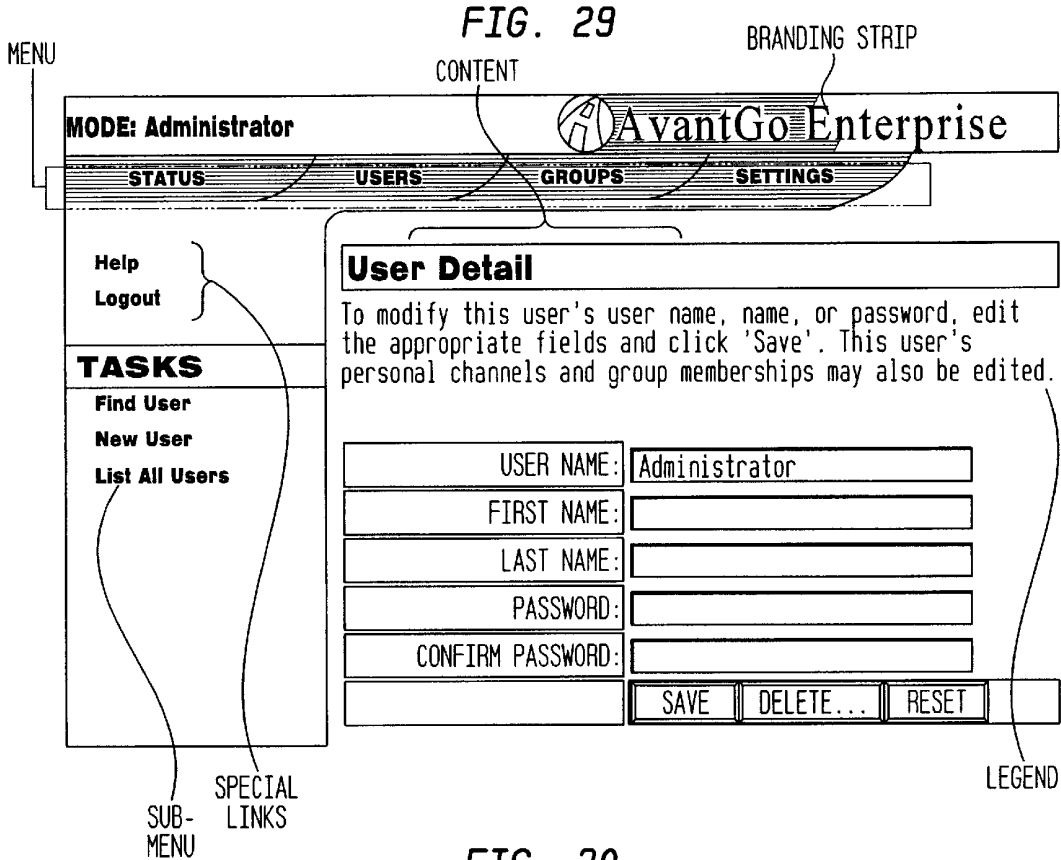 FIG. 29
MENU
CONTENT
BRANDING STRIP
MODE: Administrator
AvantGo Enterprise
STATUS USERS GROUPS SETTINGS
Help
Logout
User Detail
To modify this user's user name, name, or password, edit
the appropriate fields and click 'Save'. This user's
personal channels and group memberships may also be edited.
TASKS
Find User
New User
List All Users
USER NAME: Administrator
FIRST NAME:
LAST NAME:
PASSWORD:
CONFIRM PASSWORD:
SAVE DELETE... RESET
LEGEND
SPECIAL
LINKS
SUB-
MENU